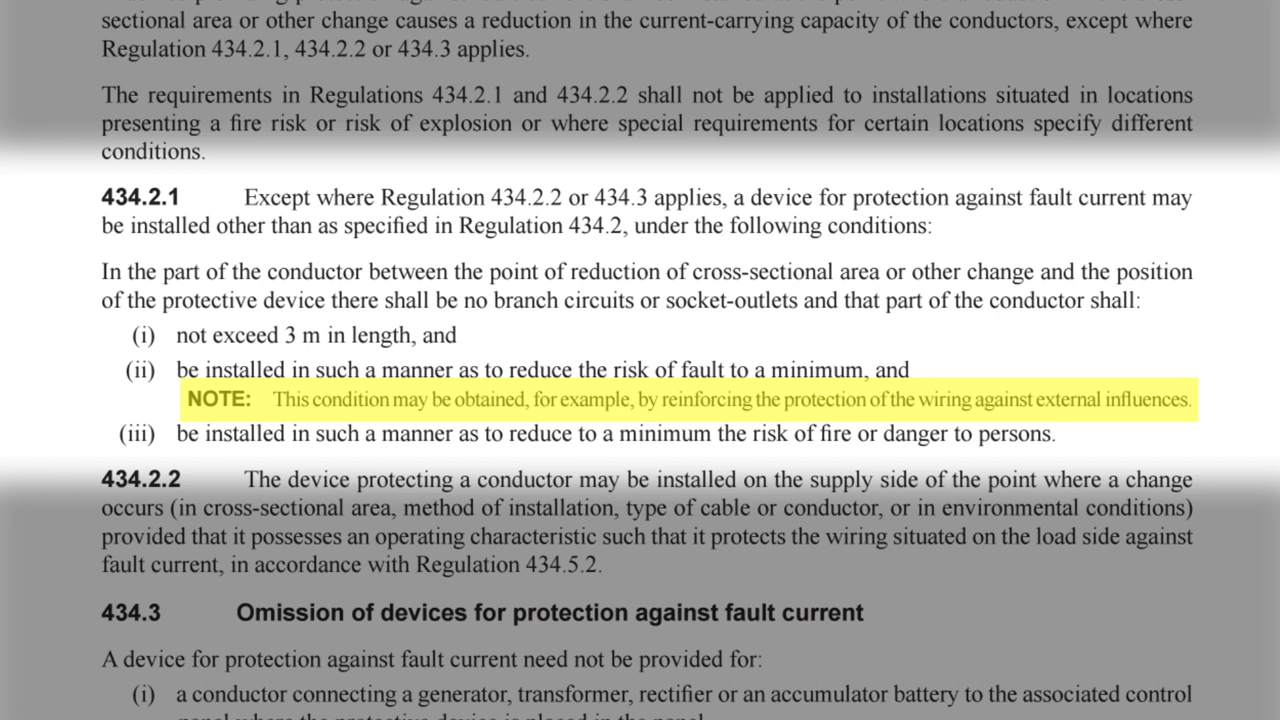 sectional area or other change causes a reduction in the current-carrying capacity of the conductors, except where
Regulation 434.2.1, 434.2.2 or 434.3 applies.
The requirements in Regulations 434.2.1 and 434.2.2 shall not be applied to installations situated in locations
presenting a fire risk or risk of explosion or where special requirements for certain locations specify different
conditions.
434.2.1 Except where Regulation 434.2.2 or 434.3 applies, a device for protection against fault current may
be installed other than as specified in Regulation 434.2, under the following conditions:
In the part of the conductor between the point of reduction of cross-sectional area or other change and the position
of the protective device there shall be no branch circuits or socket-outlets and that part of the conductor shall:
(i) not exceed 3 m in length, and
(ii) be installed in such a manner as to reduce the risk of fault to a minimum, and
NOTE: This condition may be obtained, for example, by reinforcing the protection of the wiring against external influences.
(iii) be installed in such a manner as to reduce to a minimum the risk of fire or danger to persons.
434.2.2 The device protecting a conductor may be installed on the supply side of the point where a change
occurs (in cross-sectional area, method of installation, type of cable or conductor, or in environmental conditions)
provided that it possesses an operating characteristic such that it protects the wiring situated on the load side against
fault current, in accordance with Regulation 434.5.2.
434.3 Omission of devices for protection against fault current
A device for protection against fault current need not be provided for:
(i) a conductor connecting a generator, transformer, rectifier or an accumulator battery to the associated control